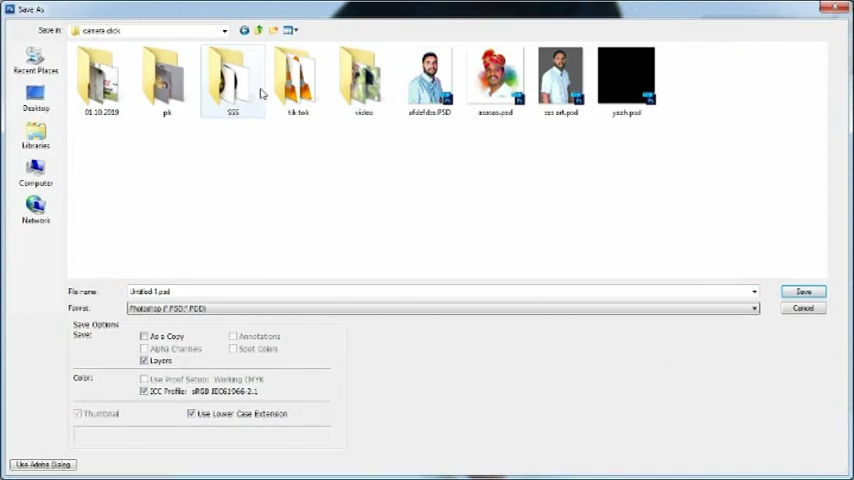 Save As
Save in: camera click
Recent Places
Desktop
Libraries
Computer
Network
01.10.2019
pk
SSS
tik tok
video
afdsfdsa.PSD
asasas.psd
sss art.psd
yazh.psd
File name: Untitled-1.psd
Save
Format: Photoshop (*.PSD;*.PDD)
Cancel
Save Options
Save: As a Copy Annotations
Alpha Channels Spot Colors
Layers
Color: Use Proof Setup: Working CMYK
ICC Profile: sRGB IEC61966-2.1
Thumbnail Use Lower Case Extension
Use Adobe Dialog